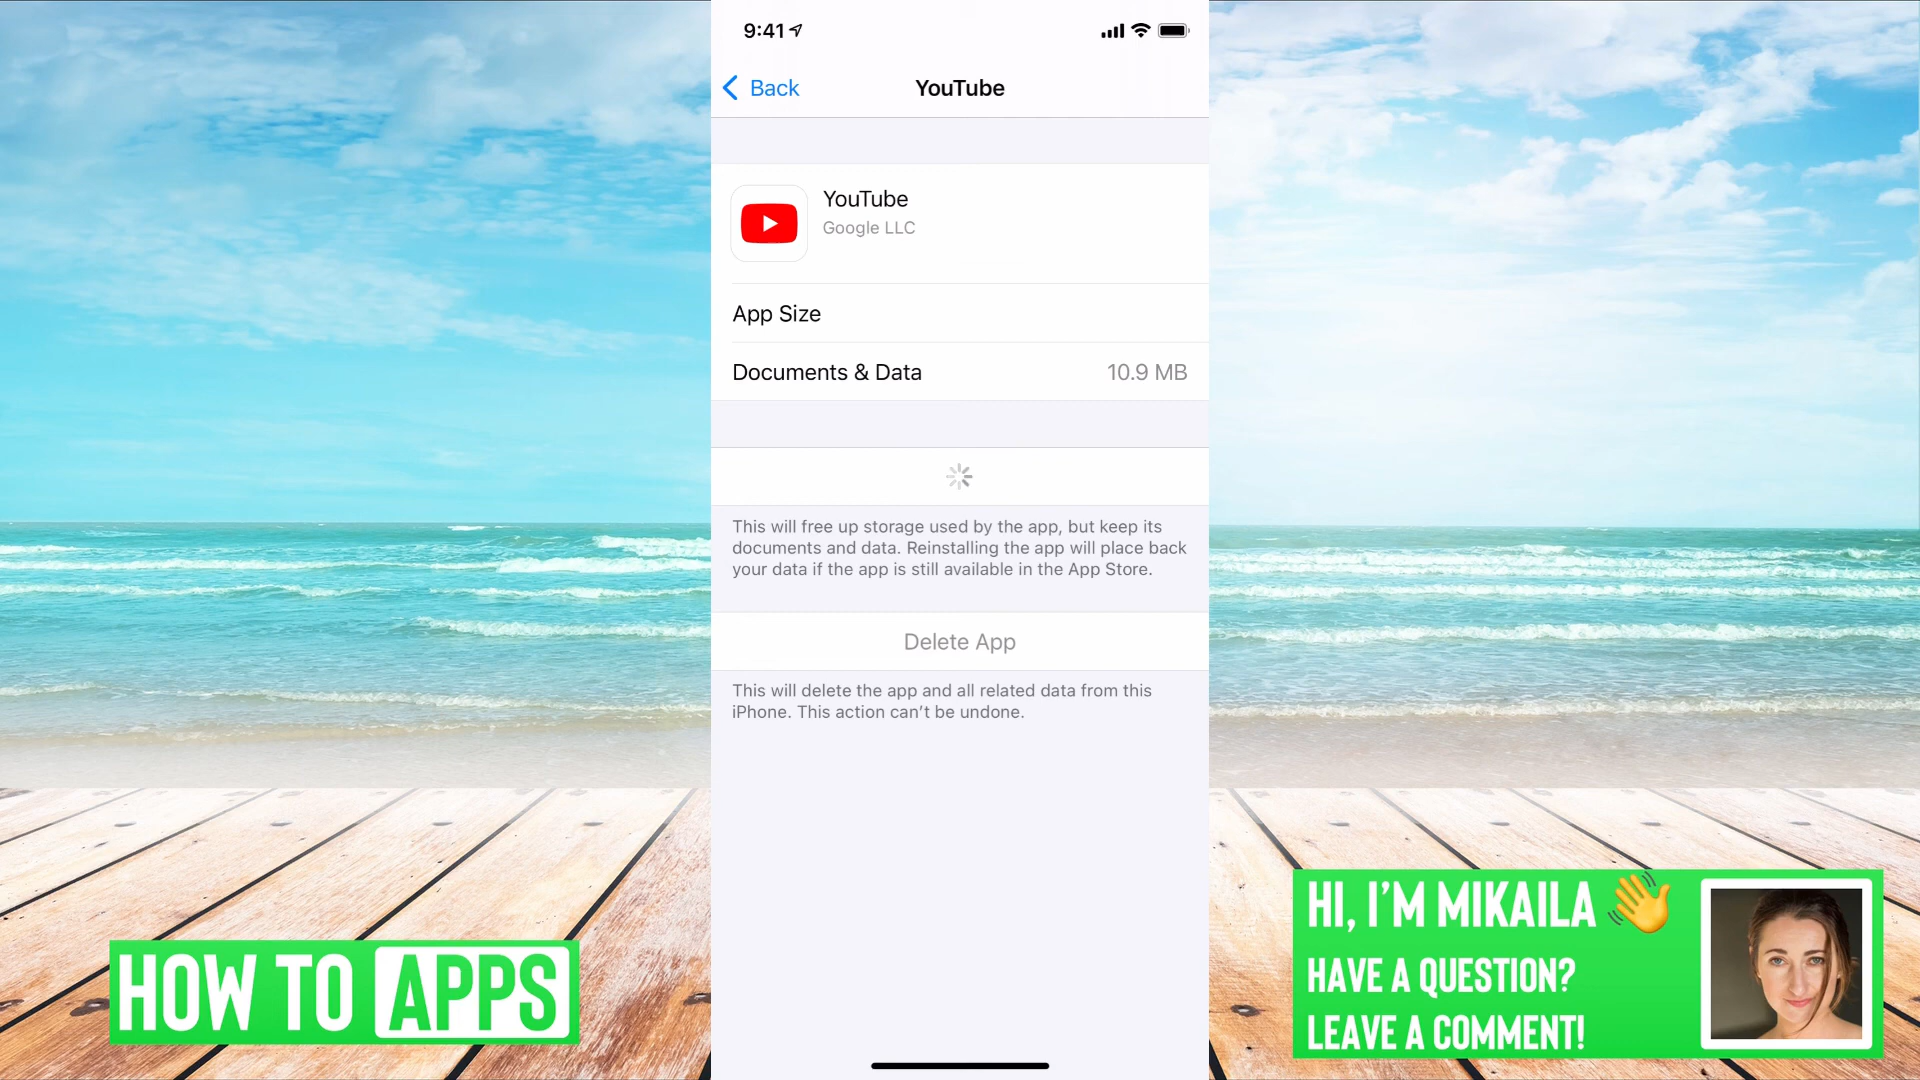 9:41
Back
YouTube
YouTube
Google LLC
App Size
Documents & Data 10.9 MB
This will free up storage used by the app, but keep its
documents and data. Reinstalling the app will place back
your data if the app is still available in the App Store.
Delete App
This will delete the app and all related data from this
iPhone. This action can’t be undone.
HOW TO APPS
HI, I’M MIKAILA 👋
HAVE A QUESTION?
LEAVE A COMMENT!